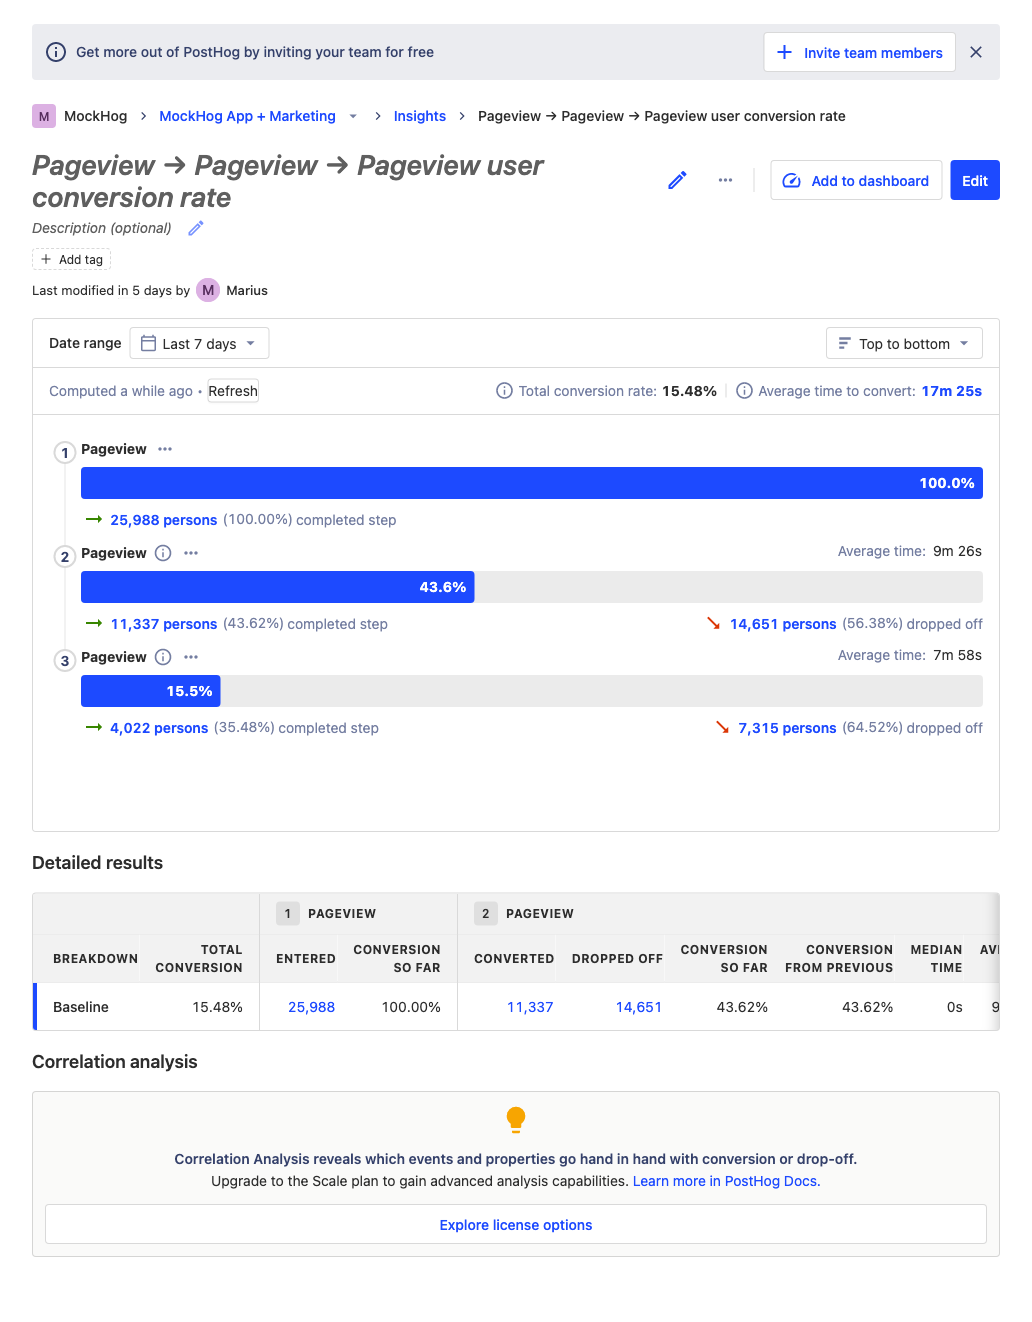 Get more out of PostHog by inviting your team for free
Invite team members
M MockHog > MockHog App + Marketing > Insights > Pageview → Pageview → Pageview user conversion rate
Pageview → Pageview → Pageview user
conversion rate
Add to dashboard
Edit
Description (optional)
+ Add tag
Last modified in 5 days by M Marius
Date range Last 7 days
Top to bottom
Computed a while ago • Refresh
Total conversion rate: 15.48%
Average time to convert: 17m 25s
1 Pageview
100.0%
→ 25,988 persons (100.00%) completed step
2 Pageview
Average time: 9m 26s
43.6%
→ 11,337 persons (43.62%) completed step
14,651 persons (56.38%) dropped off
3 Pageview
Average time: 7m 58s
15.5%
→ 4,022 persons (35.48%) completed step
7,315 persons (64.52%) dropped off
Detailed results
1 PAGEVIEW
2 PAGEVIEW
BREAKDOWN
TOTAL
CONVERSION
ENTERED
CONVERSION
SO FAR
CONVERTED
DROPPED OFF
CONVERSION
SO FAR
CONVERSION
FROM PREVIOUS
MEDIAN
TIME
Baseline 15.48% 25,988 100.00% 11,337 14,651 43.62% 43.62% 0s 9
Correlation analysis
Correlation Analysis reveals which events and properties go hand in hand with conversion or drop-off.
Upgrade to the Scale plan to gain advanced analysis capabilities. Learn more in PostHog Docs.
Explore license options